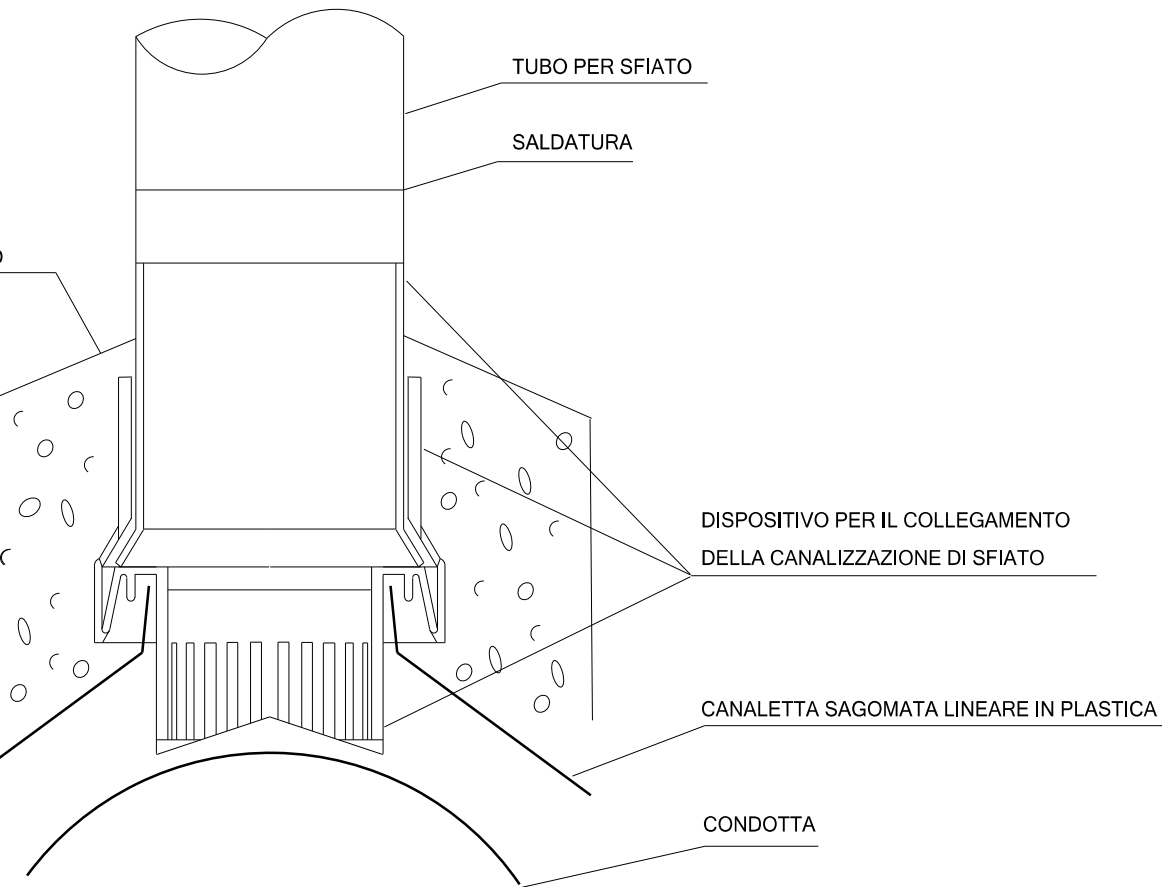 TUBO PER SFIATO
SALDATURA
DISPOSITIVO PER IL COLLEGAMENTO
DELLA CANALIZZAZIONE DI SFIATO
CANALETTA SAGOMATA LINEARE IN PLASTICA
CONDOTTA